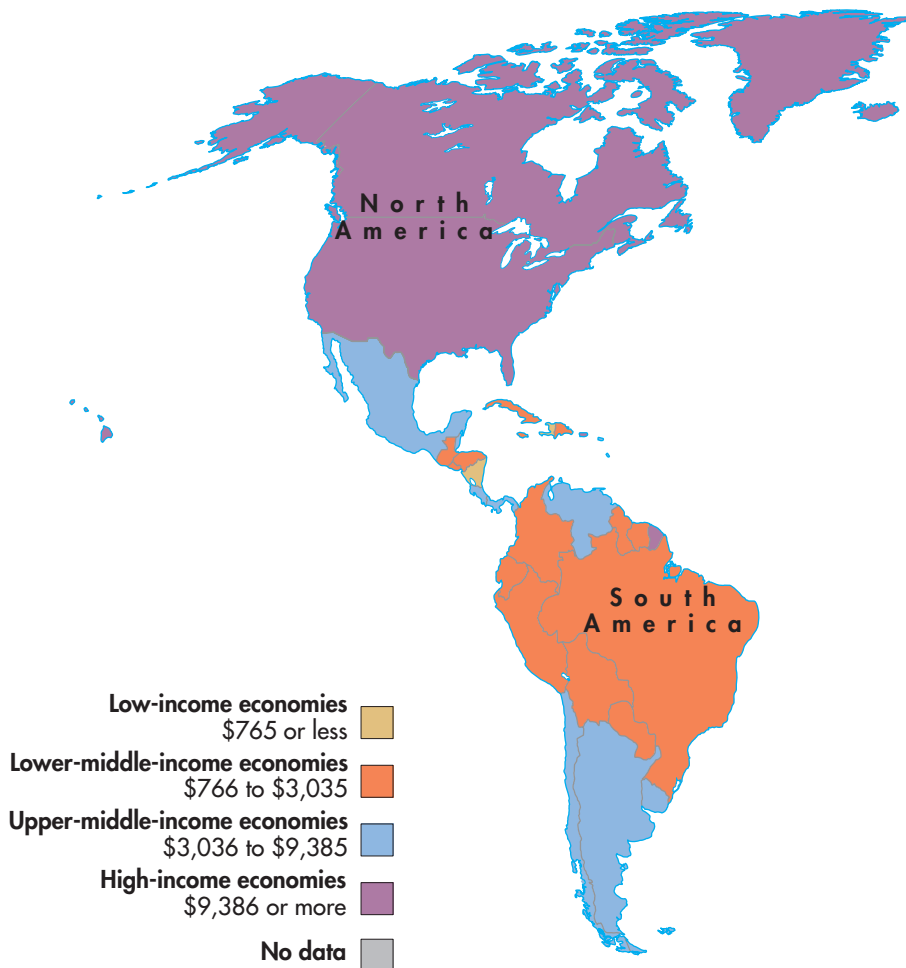 North
America
South
America
Low-income economies
$765 or less
Lower-middle-income economies
$766 to $3,035
Upper-middle-income economies
$3,036 to $9,385
High-income economies
$9,386 or more
No data